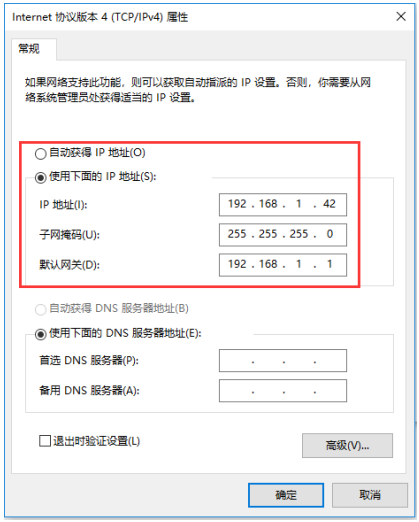 Internet 协议版本 4 (TCP/IPv4) 属性
常规
如果网络支持此功能，则可以获取自动指派的 IP 设置。否则，你需要从网
络系统管理员处获得适当的 IP 设置。
自动获得 IP 地址(O)
使用下面的 IP 地址(S):
IP 地址(I): 192 . 168 . 1 . 42
子网掩码(U): 255 . 255 . 255 . 0
默认网关(D): 192 . 168 . 1 . 1
自动获得 DNS 服务器地址(B)
使用下面的 DNS 服务器地址(E):
首选 DNS 服务器(P): . . .
备用 DNS 服务器(A): . . .
退出时验证设置(L)
高级(V)...
确定 取消